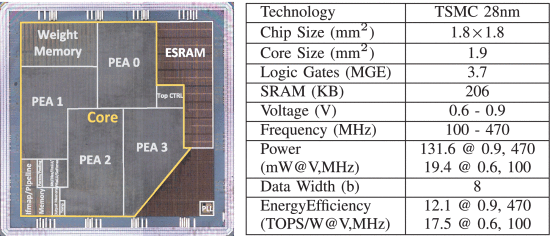 Weight
Memory
PEA 0
ESRAM
PEA 1
Top CTRL
Core
PEA 2
PEA 3
Ifmap/Pipeline
Memory
Technology TSMC 28nm
Chip Size (mm²) 1.8×1.8
Core Size (mm²) 1.9
Logic Gates (MGE) 3.7
SRAM (KB) 206
Voltage (V) 0.6 - 0.9
Frequency (MHz) 100 - 470
Power 131.6 @ 0.9, 470
(mW@V,MHz) 19.4 @ 0.6, 100
Data Width (b) 8
EnergyEfficiency 12.1 @ 0.9, 470
(TOPS/W@V,MHz) 17.5 @ 0.6, 100